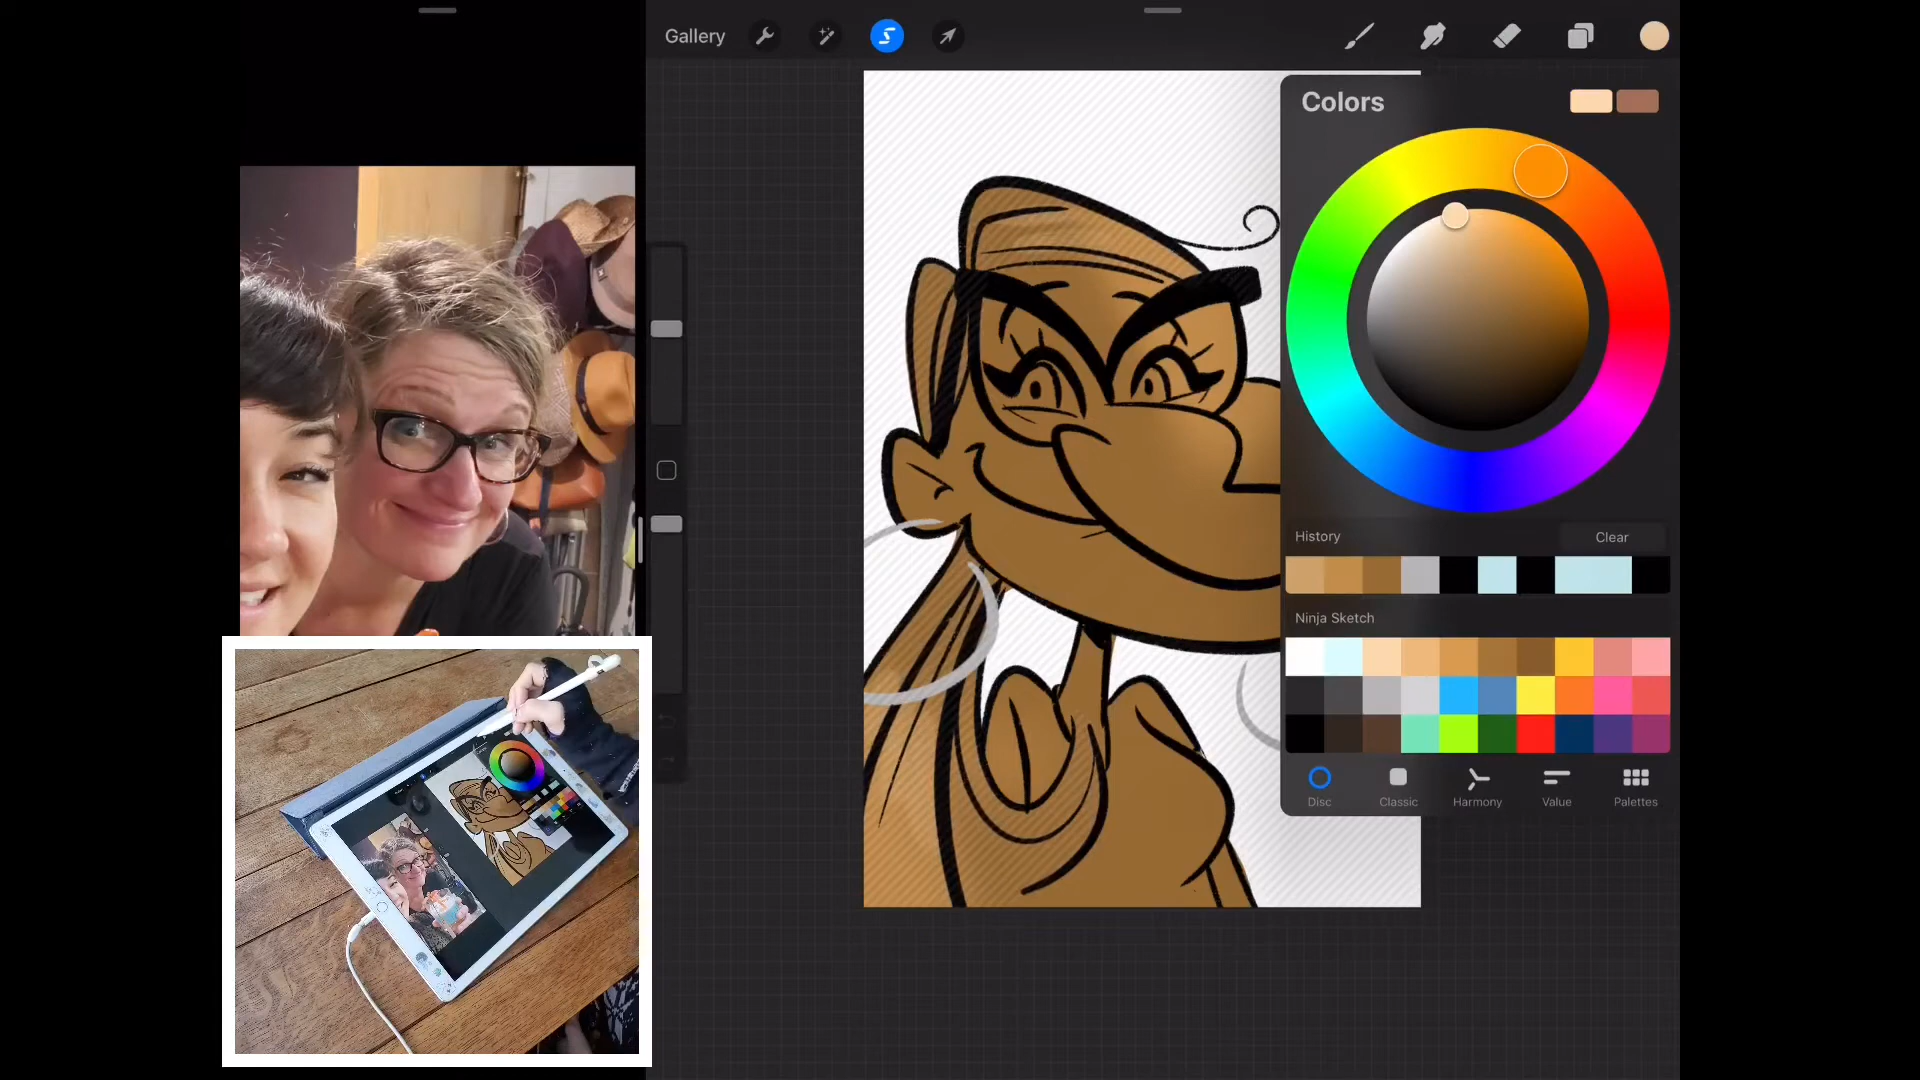 Gallery
Colors
History
Clear
Ninja Sketch
Disc
Classic
Harmony
Value
Palettes